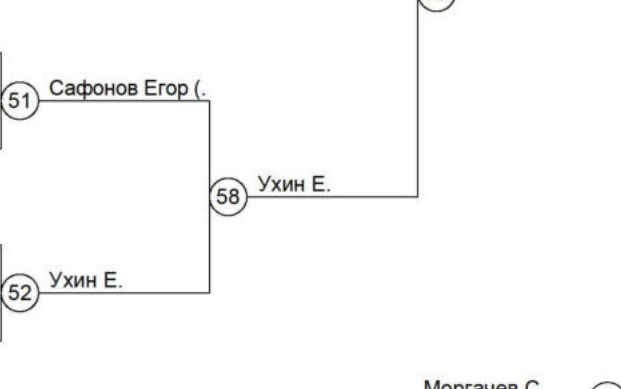 51 Сафонов Егор (.
58 Ухин Е.
52 Ухин Е.
Моргачев С